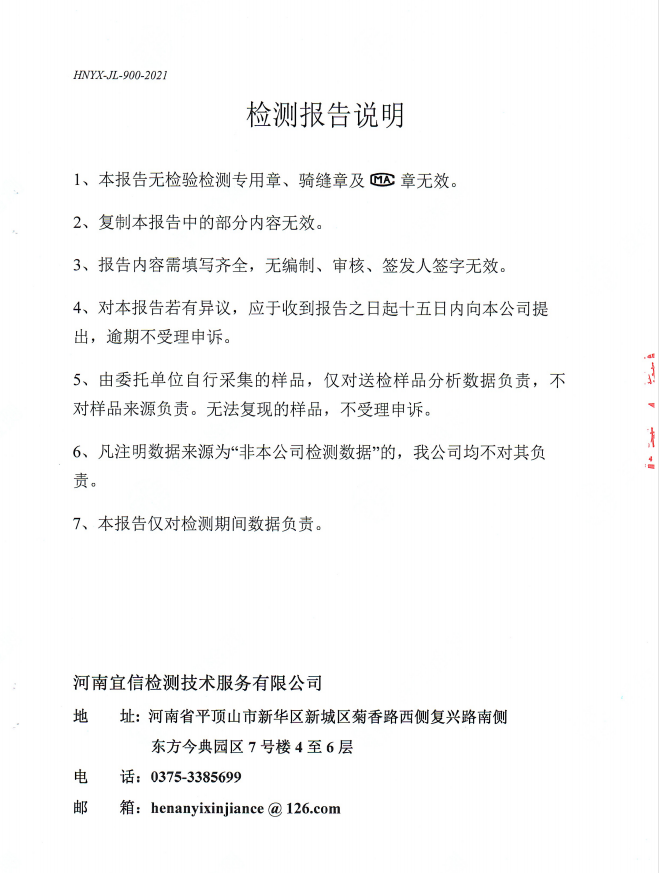 HNYX-JL-900-2021
检测报告说明
1、本报告无检验检测专用章、骑缝章及 MA 章无效。
2、复制本报告中的部分内容无效。
3、报告内容需填写齐全，无编制、审核、签发人签字无效。
4、对本报告若有异议，应于收到报告之日起十五日内向本公司提
出，逾期不受理申诉。
5、由委托单位自行采集的样品，仅对送检样品分析数据负责，不
对样品来源负责。无法复现的样品，不受理申诉。
6、凡注明数据来源为“非本公司检测数据”的，我公司均不对其负
责。
7、本报告仅对检测期间数据负责。
河南宜信检测技术服务有限公司
地 址：河南省平顶山市新华区新城区菊香路西侧复兴路南侧
东方今典园区 7 号楼 4 至 6 层
电 话：0375-3385699
邮 箱：henanyixinjiance @ 126.com